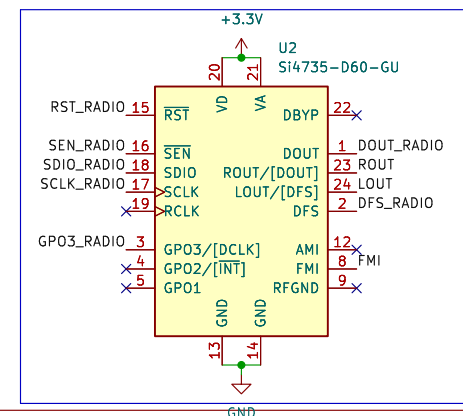 +3.3V
U2
Si4735-D60-GU
20 21
VD VA
RST_RADIO 15 RST DBYP 22
SEN_RADIO 16 SEN DOUT 1 DOUT_RADIO
SDIO_RADIO 18 SDIO ROUT/[DOUT] 23 ROUT
SCLK_RADIO 17 SCLK LOUT/[DFS] 24 LOUT
19 RCLK DFS 2 DFS_RADIO
GPO3_RADIO 3 GPO3/[DCLK] AMI 12
4 GPO2/[INT] FMI 8 FMI
5 GPO1 RFGND 9
GND GND
13 14
GND